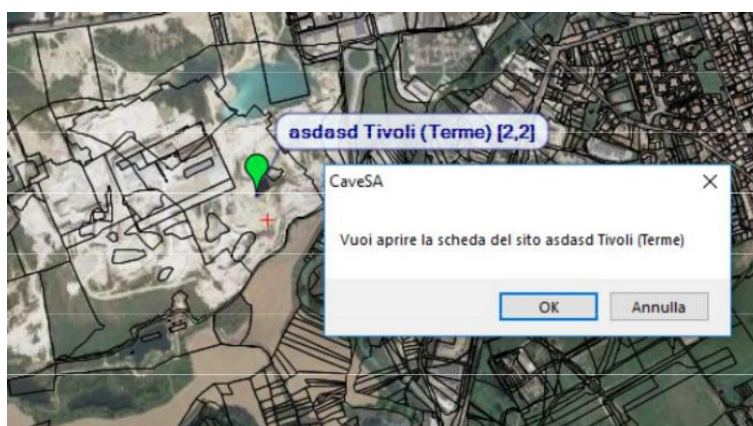 asdasd Tivoli (Terme) [2,2]
CaveSA
Vuoi aprire la scheda del sito asdasd Tivoli (Terme)
OK
Annulla